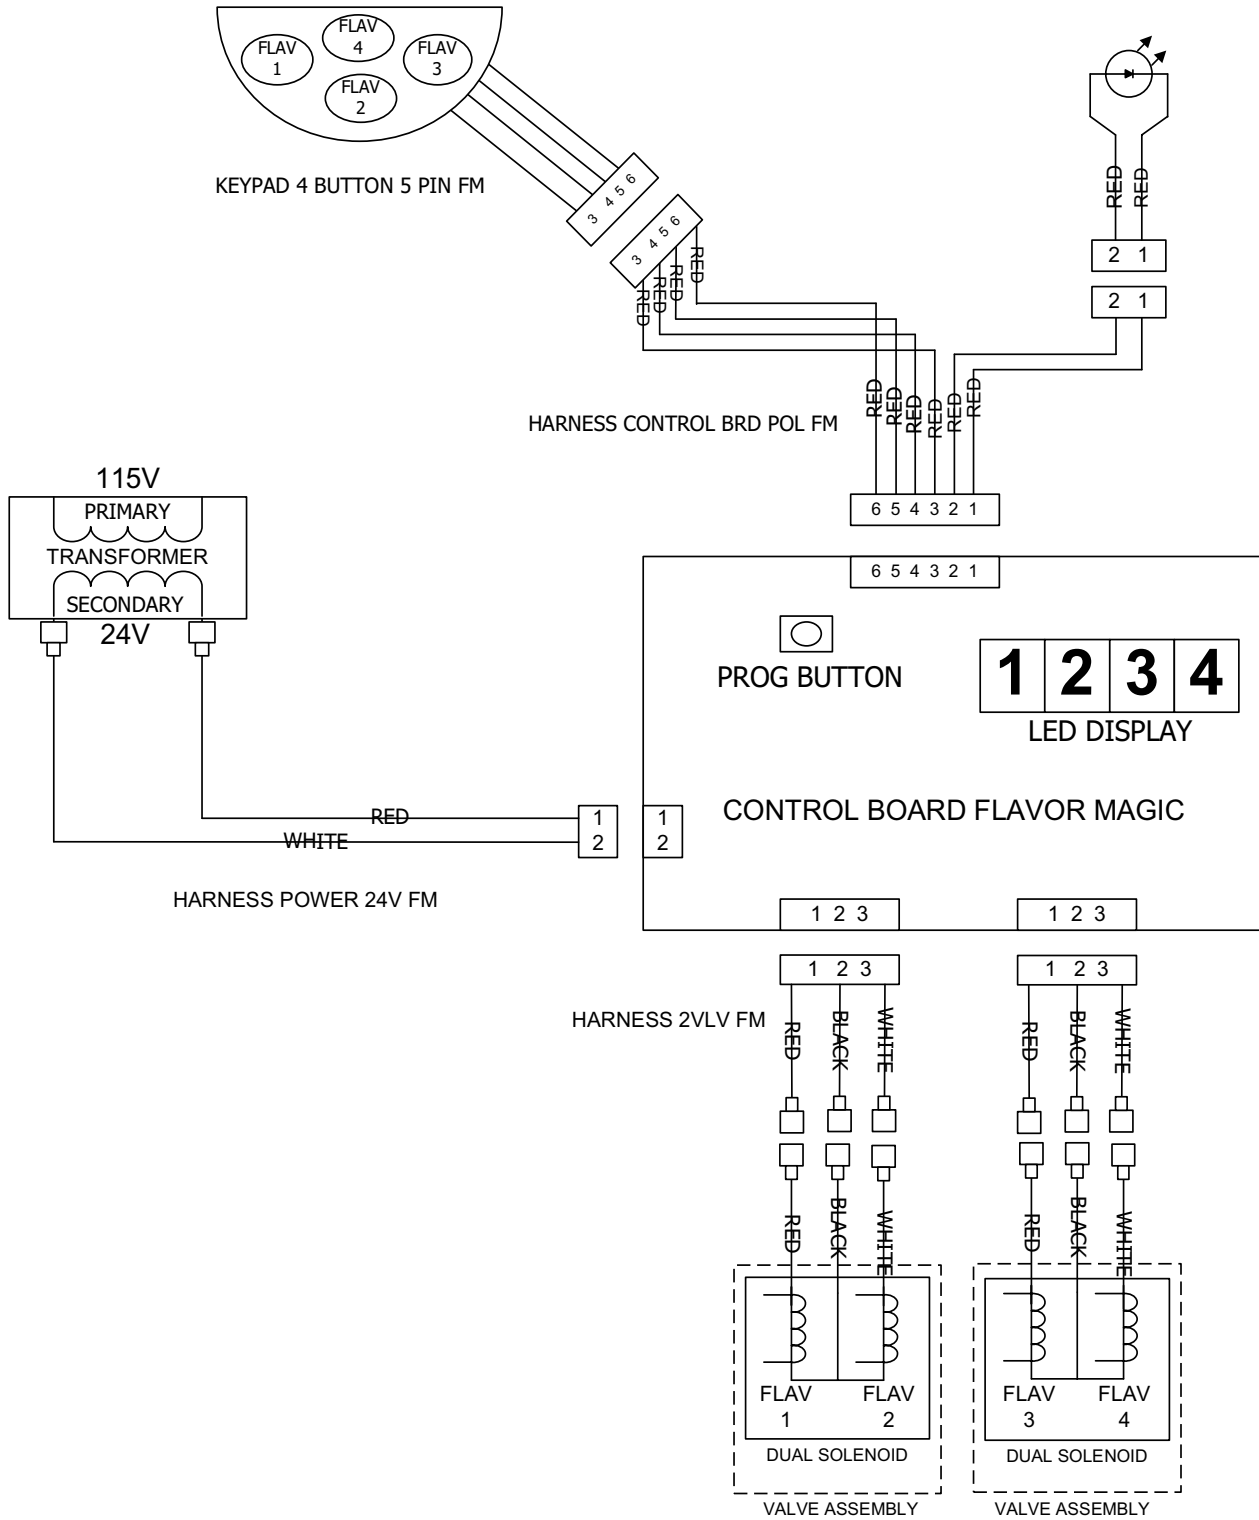 FLAV
4
FLAV
1
FLAV
3
FLAV
2
KEYPAD 4 BUTTON 5 PIN FM
3 4 5 6
3 4 5 6
RED
RED
RED
RED
RED
RED
2 1
2 1
RED
RED
RED
RED
RED
RED
HARNESS CONTROL BRD POL FM
6 5 4 3 2 1
6 5 4 3 2 1
115V
PRIMARY
TRANSFORMER
SECONDARY
24V
PROG BUTTON
1 2 3 4
LED DISPLAY
CONTROL BOARD FLAVOR MAGIC
RED
WHITE
1
2
1
2
HARNESS POWER 24V FM
1 2 3
1 2 3
1 2 3
1 2 3
HARNESS 2VLV FM
RED
BLACK
WHITE
RED
BLACK
WHITE
RED
BLACK
WHITE
RED
BLACK
WHITE
FLAV
1
FLAV
2
FLAV
3
FLAV
4
DUAL SOLENOID
DUAL SOLENOID
VALVE ASSEMBLY
VALVE ASSEMBLY